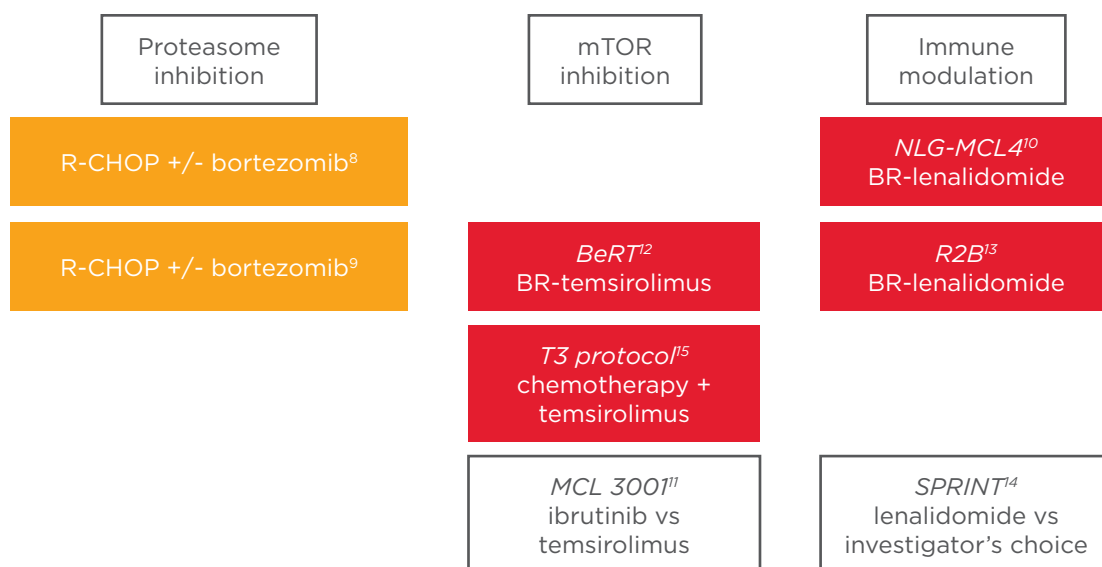 Proteasome
inhibition
mTOR
inhibition
Immune
modulation
R-CHOP +/- bortezomib⁸
NLG-MCL4¹⁰
BR-lenalidomide
R-CHOP +/- bortezomib⁹
BeRT¹²
BR-temsirolimus
R2B¹³
BR-lenalidomide
T3 protocol¹⁵
chemotherapy +
temsirolimus
MCL 3001¹¹
ibrutinib vs
temsirolimus
SPRINT¹⁴
lenalidomide vs
investigator’s choice